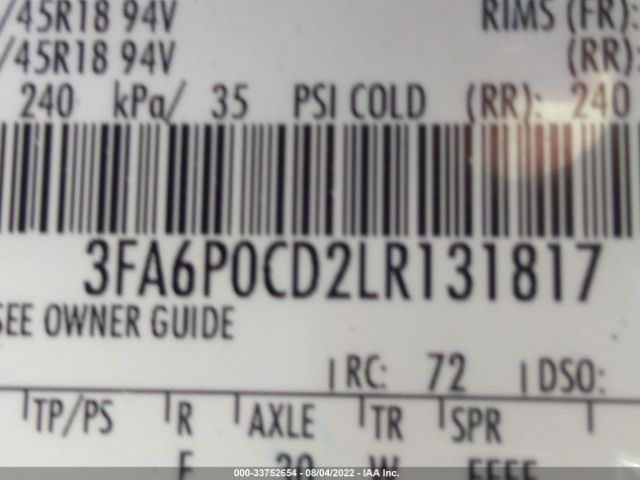 /45R18 94V RIMS (FR):
/45R18 94V (RR):
240 kPa/ 35 PSI COLD (RR): 240
3FA6P0CD2LR131817
SEE OWNER GUIDE
RC: 72 DSO:
TP/PS R AXLE TR SPR
000-33752654 - 08/04/2022 - IAA Inc.